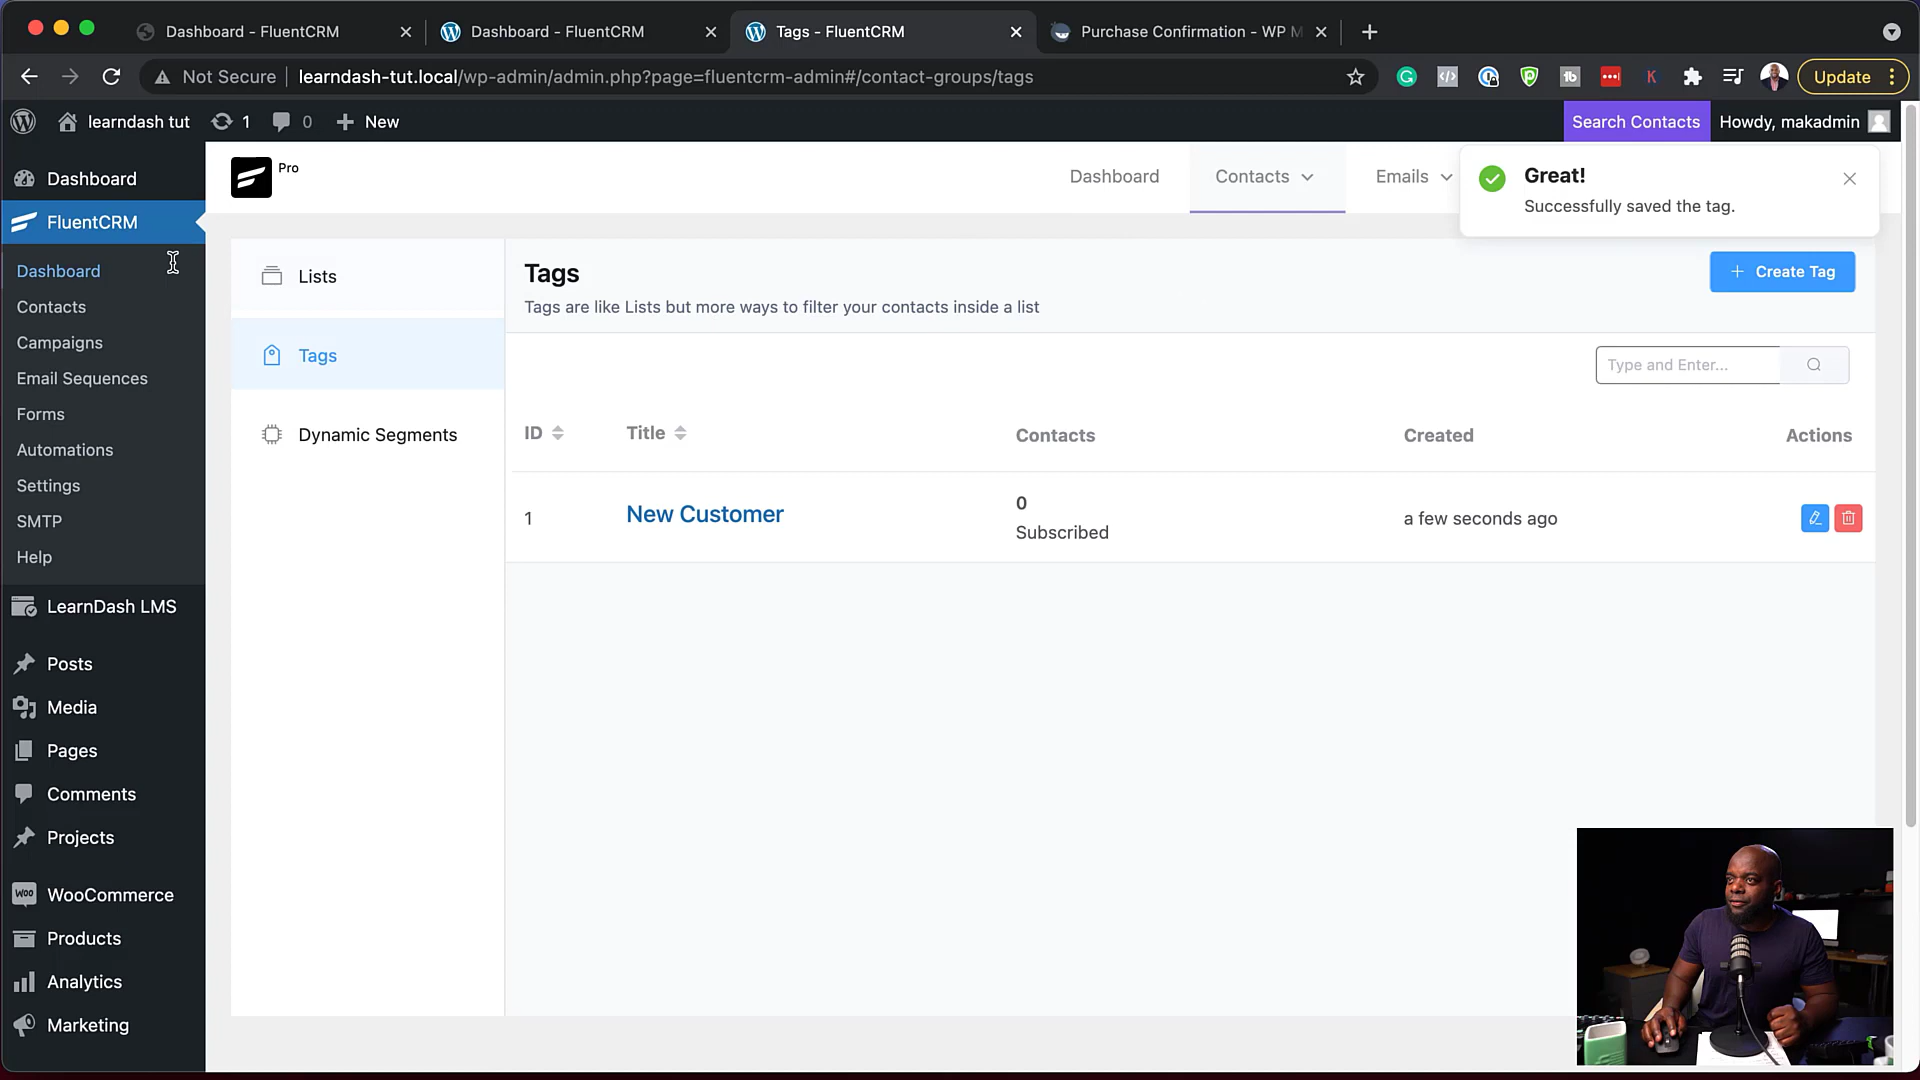 Dashboard - FluentCRM
Dashboard - FluentCRM
Tags - FluentCRM
Purchase Confirmation - WP M
Not Secure
learndash-tut.local/wp-admin/admin.php?page=fluentcrm-admin#/contact-groups/tags
Update
learndash tut
1
0
New
Search Contacts
Howdy, makadmin
Dashboard
FluentCRM
Dashboard
Contacts
Campaigns
Email Sequences
Forms
Automations
Settings
SMTP
Help
LearnDash LMS
Posts
Media
Pages
Comments
Projects
WooCommerce
Products
Analytics
Marketing
Pro
Dashboard
Contacts
Emails
Great!
Successfully saved the tag.
Lists
Tags
Dynamic Segments
Tags
Tags are like Lists but more ways to filter your contacts inside a list
Create Tag
Type and Enter...
ID
Title
Contacts
Created
Actions
1
New Customer
0
Subscribed
a few seconds ago